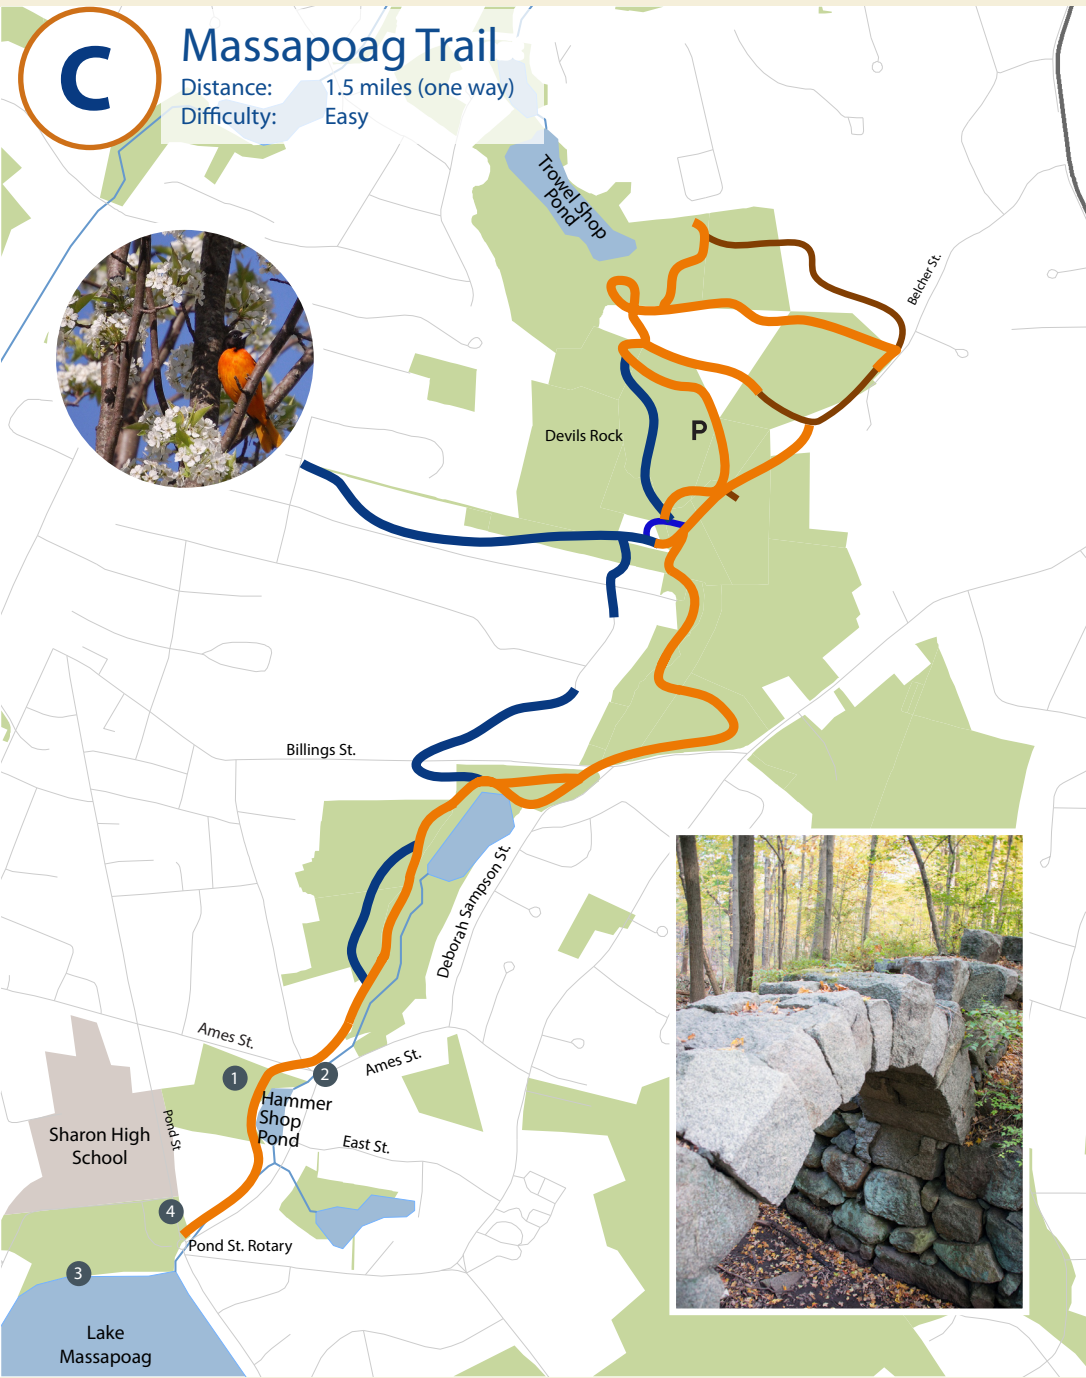 C
Massapoag Trail
Distance: 1.5 miles (one way)
Difficulty: Easy
Trowel Shop
Pond
Belcher St.
Devils Rock
P
Billings St.
Deborah Sampson St.
Ames St.
Ames St.
1
2
Hammer
Shop
Pond
Pond St
Sharon High
School
East St.
4
Pond St. Rotary
3
Lake
Massapoag